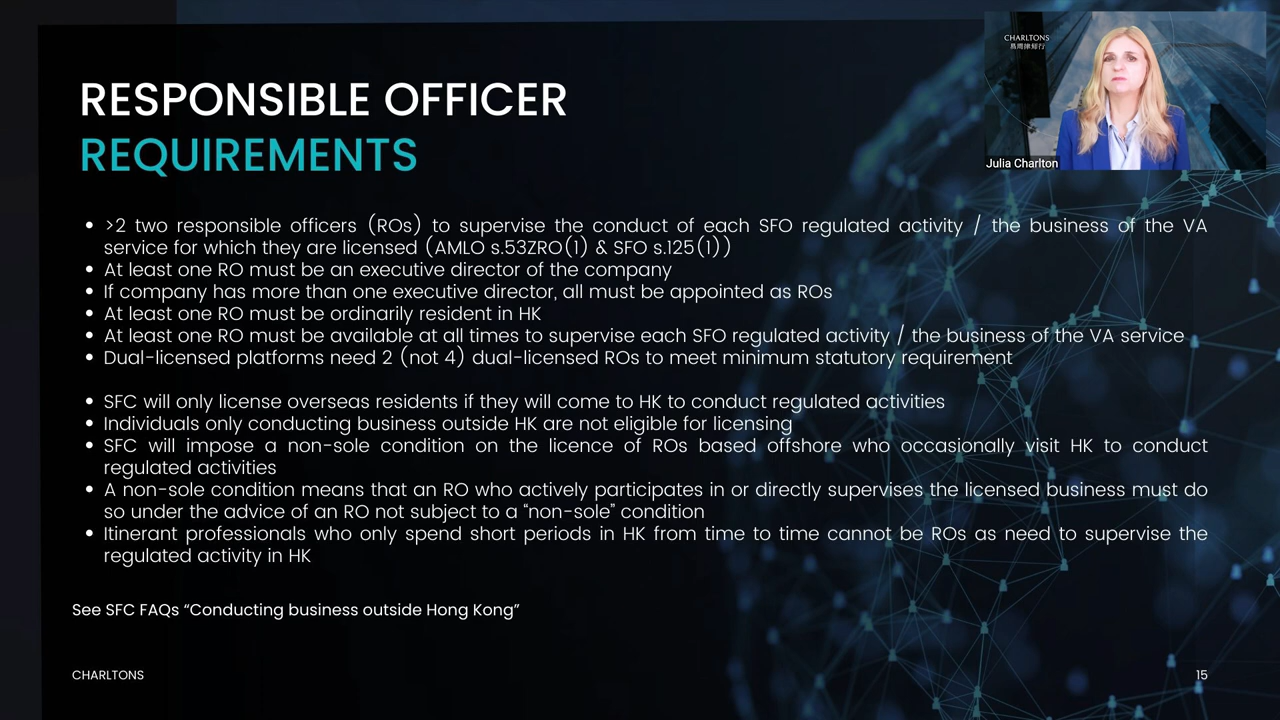 CHARLTONS
易周律師行
Julia Charlton
RESPONSIBLE OFFICER
REQUIREMENTS
• >2 two responsible officers (ROs) to supervise the conduct of each SFO regulated activity / the business of the VA
service for which they are licensed (AMLO s.53ZRO(1) & SFO s.125(1))
• At least one RO must be an executive director of the company
• If company has more than one executive director, all must be appointed as ROs
• At least one RO must be ordinarily resident in HK
• At least one RO must be available at all times to supervise each SFO regulated activity / the business of the VA service
• Dual-licensed platforms need 2 (not 4) dual-licensed ROs to meet minimum statutory requirement
• SFC will only license overseas residents if they will come to HK to conduct regulated activities
• Individuals only conducting business outside HK are not eligible for licensing
• SFC will impose a non-sole condition on the licence of ROs based offshore who occasionally visit HK to conduct
regulated activities
• A non-sole condition means that an RO who actively participates in or directly supervises the licensed business must do
so under the advice of an RO not subject to a “non-sole” condition
• Itinerant professionals who only spend short periods in HK from time to time cannot be ROs as need to supervise the
regulated activity in HK
See SFC FAQs “Conducting business outside Hong Kong”
CHARLTONS
15